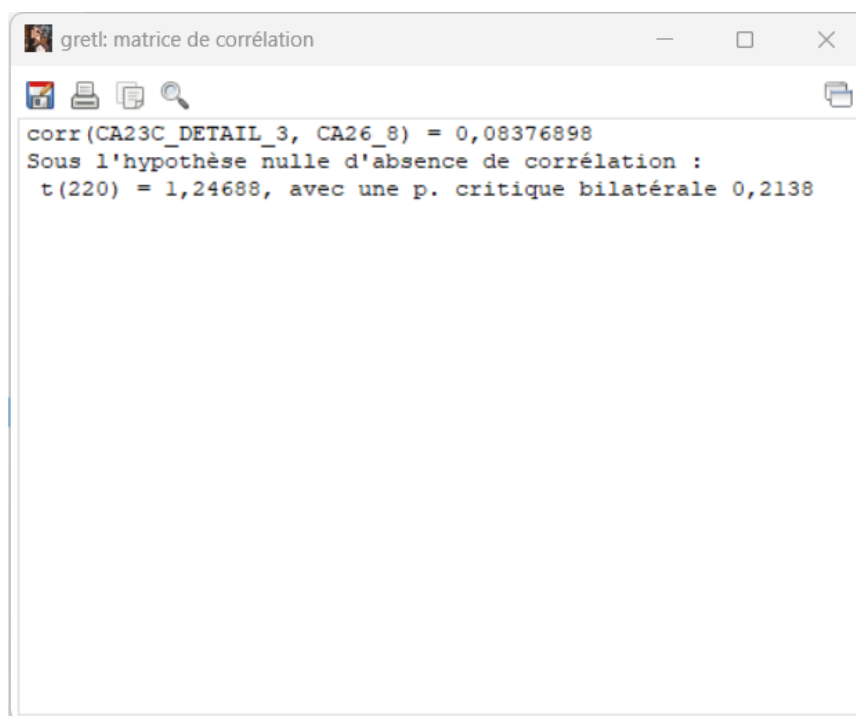 gretl: matrice de corrélation
corr(CA23C_DETAIL_3, CA26_8) = 0,08376898
Sous l'hypothèse nulle d'absence de corrélation :
t(220) = 1,24688, avec une p. critique bilatérale 0,2138